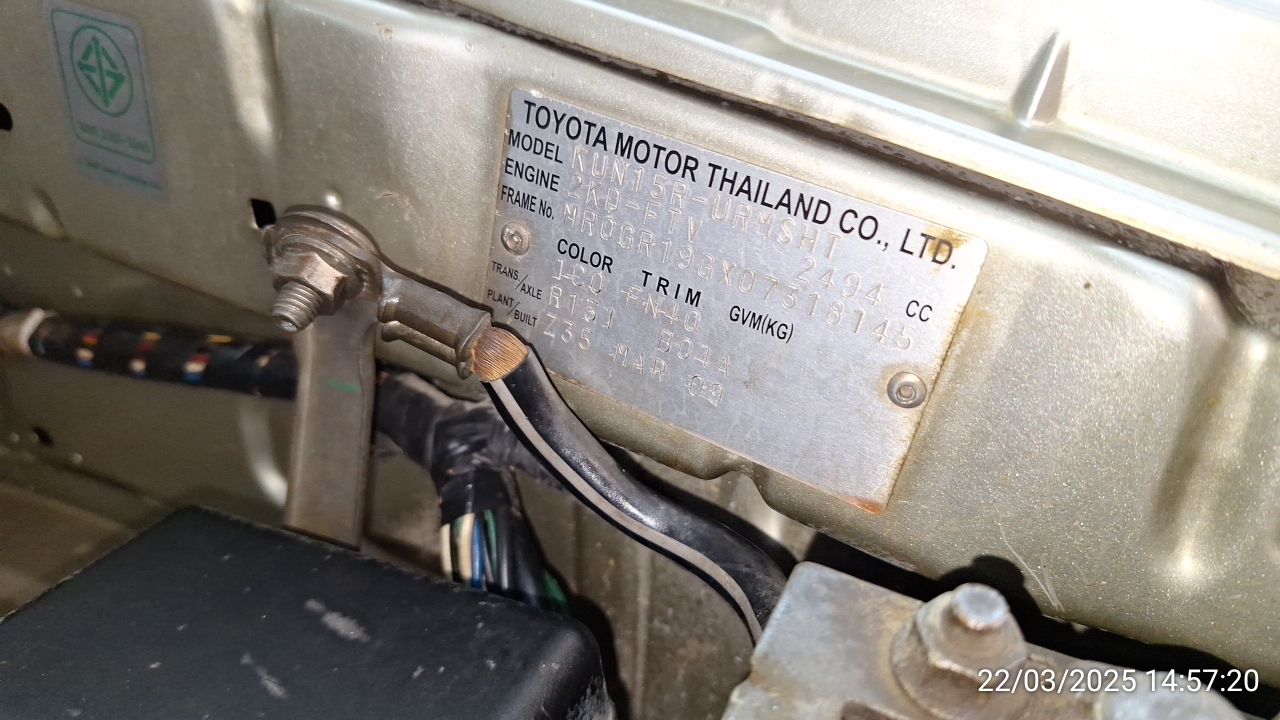 TOYOTA MOTOR THAILAND CO., LTD.
MODEL KUN15R-URMSHT
ENGINE 2KD-FTV 2494 CC
FRAME No. MR0GR19GX07318145
COLOR TRIM GVM(KG)
1C0 FN40
TRANS/AXLE R151 B04A
PLANT/BUILT Z35 MAR 09
22/03/2025 14:57:20